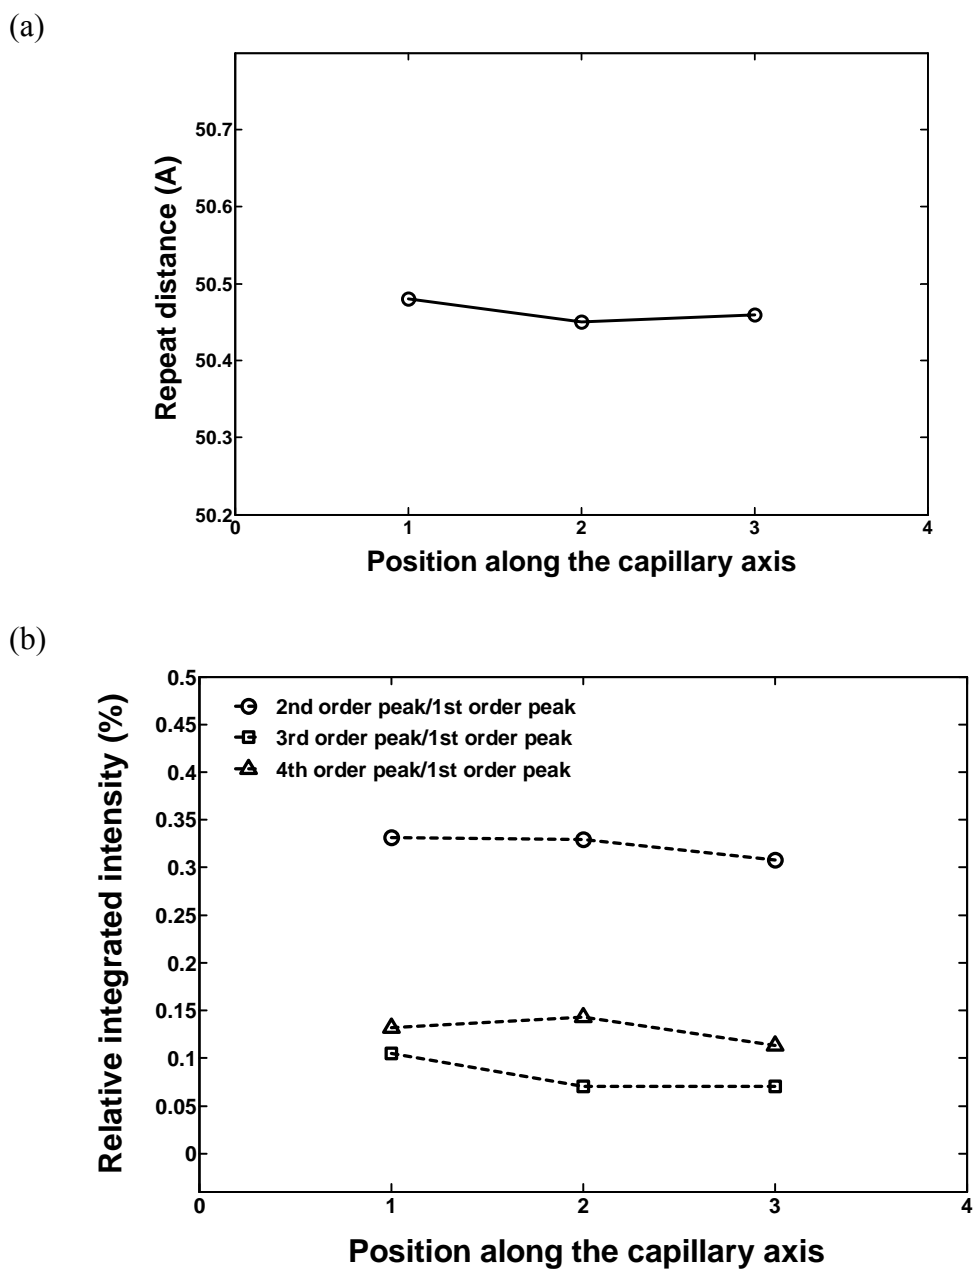 (a)
50.7
50.6
50.5
50.4
50.3
50.2
Repeat distance (A)
0 1 2 3 4
Position along the capillary axis
(b)
0.5
0.45
0.4
0.35
0.3
0.25
0.2
0.15
0.1
0.05
0
Relative integrated intensity (%)
2nd order peak/1st order peak
3rd order peak/1st order peak
4th order peak/1st order peak
0 1 2 3 4
Position along the capillary axis